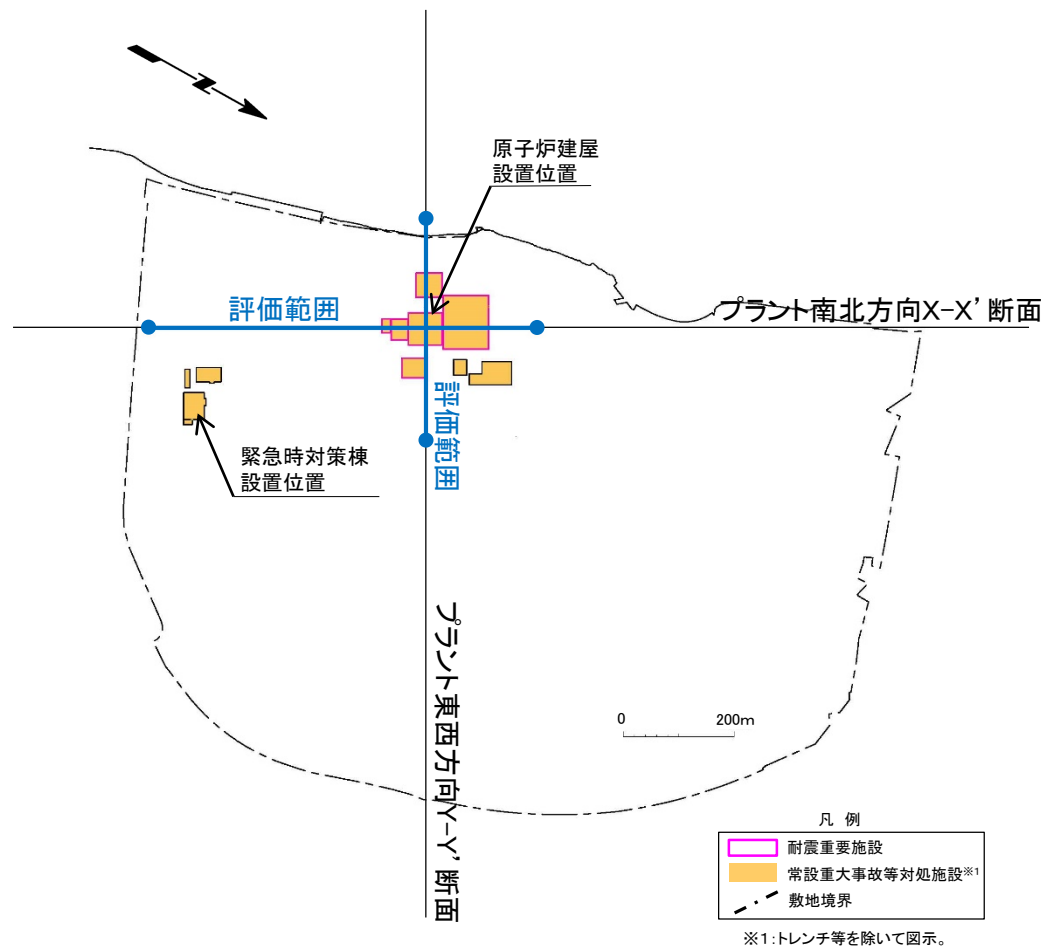 原子炉建屋
設置位置
評価範囲
プラント南北方向X-X’断面
評価範囲
緊急時対策棟
設置位置
プラント東西方向Y-Y’断面
0 200m
凡 例
耐震重要施設
常設重大事故等対処施設※1
敷地境界
※1:トレンチ等を除いて図示。